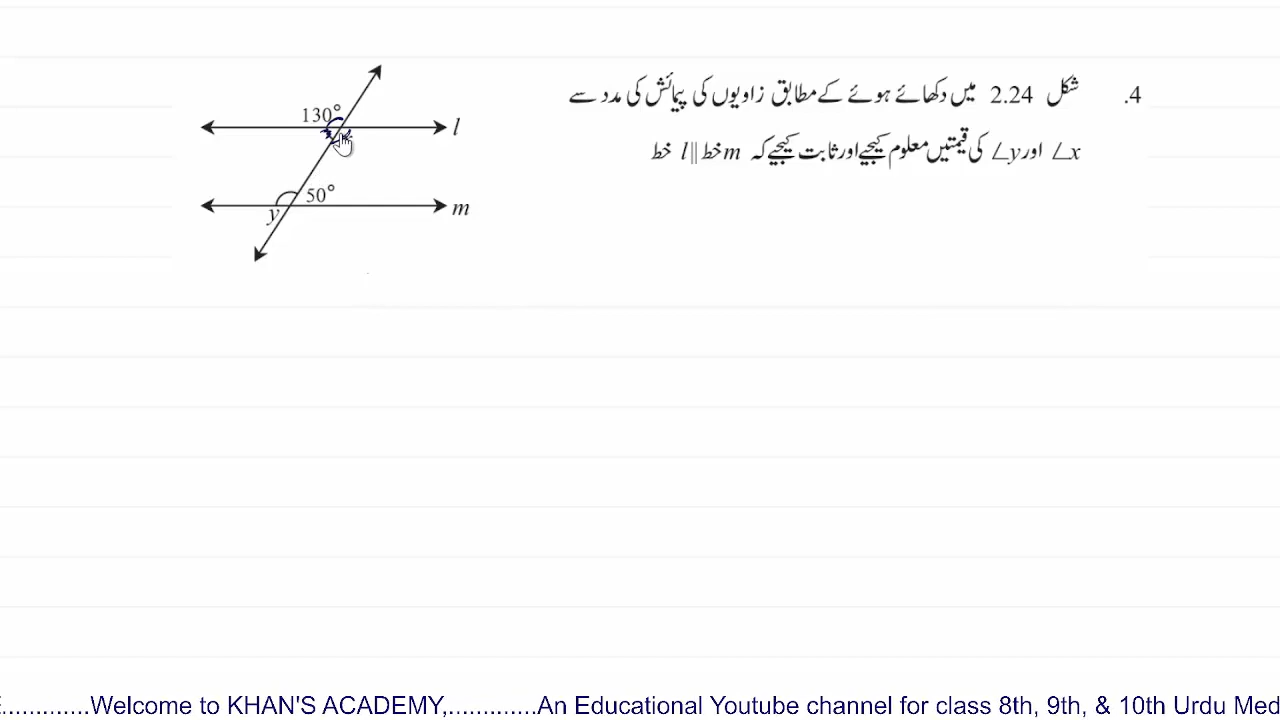 .4 شکل 2.24 میں دکھائے ہوئے کے مطابق زاویوں کی پیمائش کی مدد سے
∠x اور ∠y کی قیمتیں معلوم کیجیے اور ثابت کیجیے کہ خط l || خط m
130°
l
50°
y
m
............Welcome to KHAN'S ACADEMY,.............An Educational Youtube channel for class 8th, 9th, & 10th Urdu Med